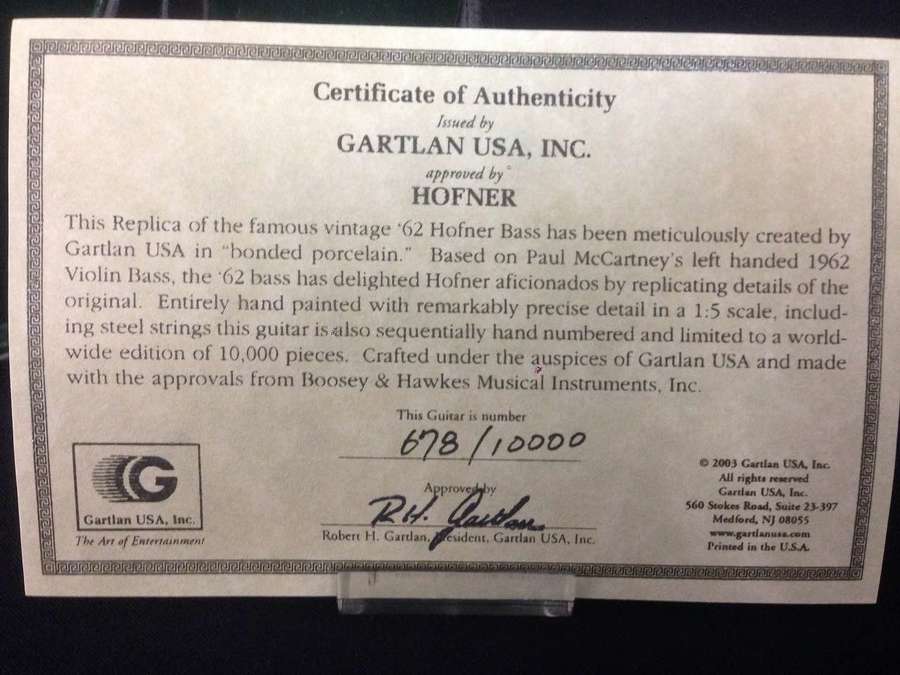 Certificate of Authenticity
Issued by
GARTLAN USA, INC.
approved by
HOFNER
This Replica of the famous vintage '62 Hofner Bass has been meticulously created by
Gartlan USA in "bonded porcelain." Based on Paul McCartney's left handed 1962
Violin Bass, the '62 bass has delighted Hofner aficionados by replicating details of the
original. Entirely hand painted with remarkably precise detail in a 1:5 scale, includ-
ing steel strings this guitar is also sequentially hand numbered and limited to a world-
wide edition of 10,000 pieces. Crafted under the auspices of Gartlan USA and made
with the approvals from Boosey & Hawkes Musical Instruments, Inc.
This Guitar is number
678/10000
Approved by
R.H. Gartlan
Robert H. Gartlan, President, Gartlan USA, Inc.
G
Gartlan USA, Inc.
The Art of Entertainment
© 2003 Gartlan USA, Inc.
All rights reserved
Gartlan USA, Inc.
560 Stokes Road, Suite 23-397
Medford, NJ 08055
www.gartlanusa.com
Printed in the U.S.A.